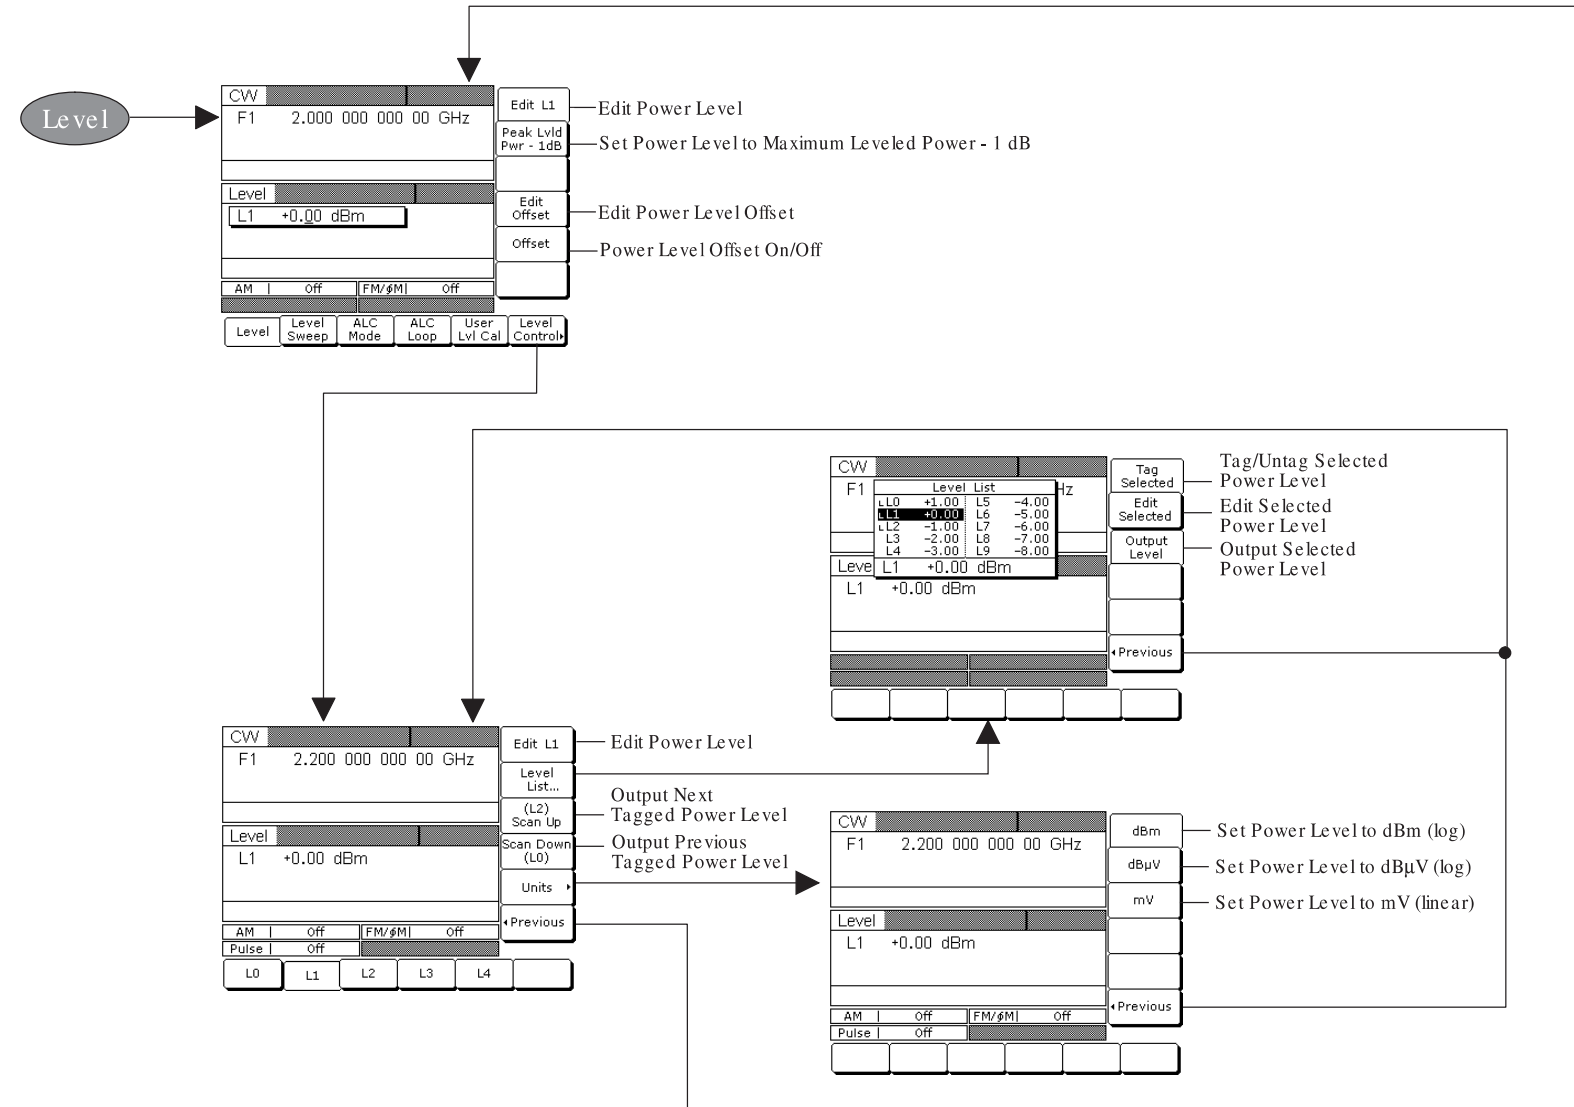 Level
CW
F1 2.000 000 000 00 GHz
Level
L1 +0.00 dBm
AM | Off FM/ϕM| Off
Edit L1
Peak Lvld
Pwr - 1dB
Edit
Offset
Offset
Level
Level
Sweep
ALC
Mode
ALC
Loop
User
Lvl Cal
Level
Control
Edit Power Level
Set Power Level to Maximum Leveled Power - 1 dB
Edit Power Level Offset
Power Level Offset On/Off
CW
F1 Hz
Level List
L0 +1.00 L5 -4.00
L1 +0.00 L6 -5.00
L2 -1.00 L7 -6.00
L3 -2.00 L8 -7.00
L4 -3.00 L9 -8.00
L1 +0.00 dBm
Leve
L1 +0.00 dBm
Tag
Selected
Edit
Selected
Output
Level
Previous
Tag/Untag Selected
Power Level
Edit Selected
Power Level
Output Selected
Power Level
CW
F1 2.200 000 000 00 GHz
Level
L1 +0.00 dBm
AM | Off FM/ϕM| Off
Pulse | Off
Edit L1
Level
List...
(L2)
Scan Up
Scan Down
(L0)
Units
Previous
L0 L1 L2 L3 L4
Edit Power Level
Output Next
Tagged Power Level
Output Previous
Tagged Power Level
CW
F1 2.200 000 000 00 GHz
Level
L1 +0.00 dBm
AM | Off FM/ϕM| Off
Pulse | Off
dBm
dBµV
mV
Previous
Set Power Level to dBm (log)
Set Power Level to dBµV (log)
Set Power Level to mV (linear)